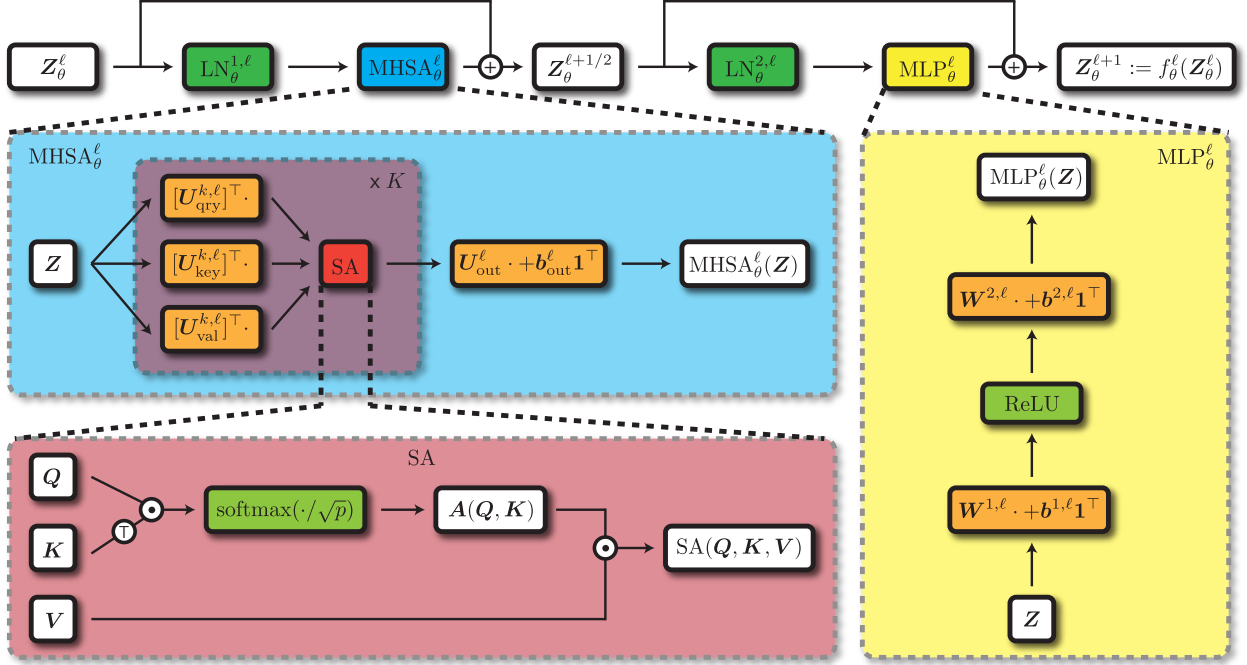 Z_θ^ℓ
LN_θ^{1,ℓ}
MHSA_θ^ℓ
+
Z_θ^{ℓ+1/2}
LN_θ^{2,ℓ}
MLP_θ^ℓ
+
Z_θ^{ℓ+1} := f_θ^ℓ(Z_θ^ℓ)
MHSA_θ^ℓ
x K
[U_qry^{k,ℓ}]^⊤ ·
Z
[U_key^{k,ℓ}]^⊤ ·
SA
U_out^ℓ · + b_out^ℓ 1^⊤
MHSA_θ^ℓ(Z)
[U_val^{k,ℓ}]^⊤ ·
SA
Q
K
⊤
softmax(·/√p)
A(Q, K)
SA(Q, K, V)
V
MLP_θ^ℓ
MLP_θ^ℓ(Z)
W^{2,ℓ} · + b^{2,ℓ} 1^⊤
ReLU
W^{1,ℓ} · + b^{1,ℓ} 1^⊤
Z